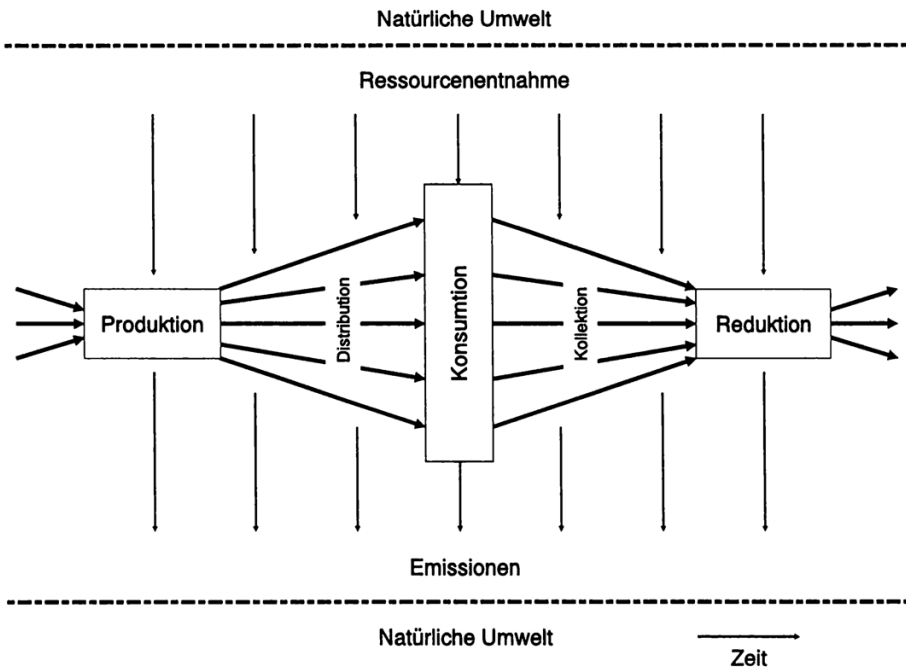 Natürliche Umwelt
Ressourcenentnahme
Produktion
Distribution
Konsumtion
Kollektion
Reduktion
Emissionen
Natürliche Umwelt
Zeit